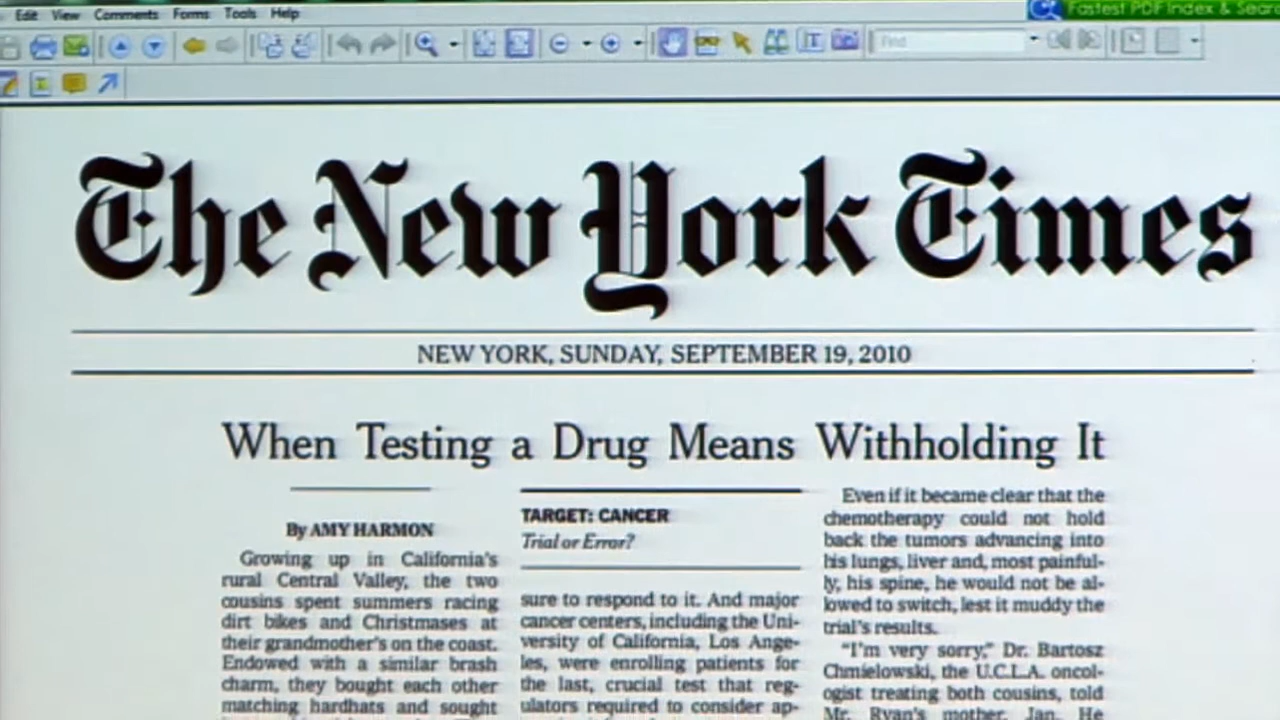 Edit View Comments Forms Tools Help
Fastest PDF Index & Sear
Find
The New York Times
NEW YORK, SUNDAY, SEPTEMBER 19, 2010
When Testing a Drug Means Withholding It
By AMY HARMON
Growing up in California's
rural Central Valley, the two
cousins spent summers racing
dirt bikes and Christmases at
their grandmother's on the coast.
Endowed with a similar brash
charm, they bought each other
matching hardhats and sought
TARGET: CANCER
Trial or Error?
sure to respond to it. And major
cancer centers, including the Uni-
versity of California, Los Ange-
les, were enrolling patients for
the last, crucial test that reg-
ulators required to consider ap-
Even if it became clear that the
chemotherapy could not hold
back the tumors advancing into
his lungs, liver and, most painful-
ly, his spine, he would not be al-
lowed to switch, lest it muddy the
trial's results.
"I'm very sorry," Dr. Bartosz
Chmielowski, the U.C.L.A. oncol-
ogist treating both cousins, told
Mr. Ryan's mother, Jan. He